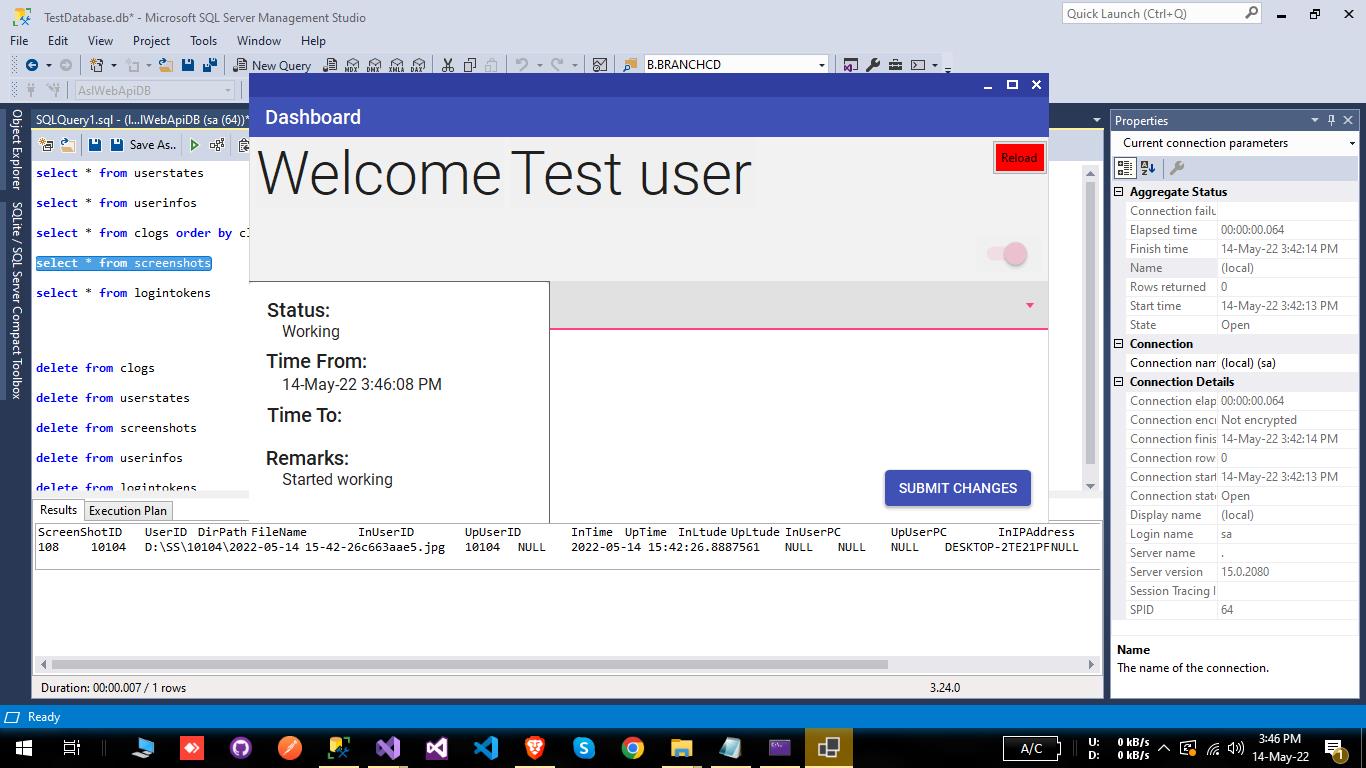 TestDatabase.db* - Microsoft SQL Server Management Studio
Quick Launch (Ctrl+Q)
File Edit View Project Tools Window Help
New Query
MDX DMX XMLA DAX
B.BRANCHCD
AslWebApiDB
SQLQuery1.sql - (l...lWebApiDB (sa (64))*
Save As..
Object Explorer
SQLite / SQL Server Compact Toolbox
select * from userstates
select * from userinfos
select * from clogs order by cl
select * from screenshots
select * from logintokens
delete from clogs
delete from userstates
delete from screenshots
delete from userinfos
delete from logintokens
Dashboard
Welcome Test user
Reload
Status:
Working
Time From:
14-May-22 3:46:08 PM
Time To:
Remarks:
Started working
SUBMIT CHANGES
Results Execution Plan
ScreenShotID UserID DirPath FileName InUserID UpUserID InTime UpTime InLtude UpLtude InUserPC UpUserPC InIPAddress
108 10104 D:\SS\10104\2022-05-14 15-42-26c663aae5.jpg 10104 NULL 2022-05-14 15:42:26.8887561 NULL NULL NULL DESKTOP-2TE21PFNULL
Duration: 00:00.007 / 1 rows
3.24.0
Properties
Current connection parameters
Aggregate Status
Connection failu
Elapsed time 00:00:00.064
Finish time 14-May-22 3:42:14 PM
Name (local)
Rows returned 0
Start time 14-May-22 3:42:13 PM
State Open
Connection
Connection nam (local) (sa)
Connection Details
Connection elap 00:00:00.064
Connection encr Not encrypted
Connection finis 14-May-22 3:42:14 PM
Connection row 0
Connection start 14-May-22 3:42:13 PM
Connection state Open
Display name (local)
Login name sa
Server name .
Server version 15.0.2080
Session Tracing I
SPID 64
Name
The name of the connection.
Ready
A/C
U: 0 kB/s
D: 0 kB/s
3:46 PM
14-May-22
1